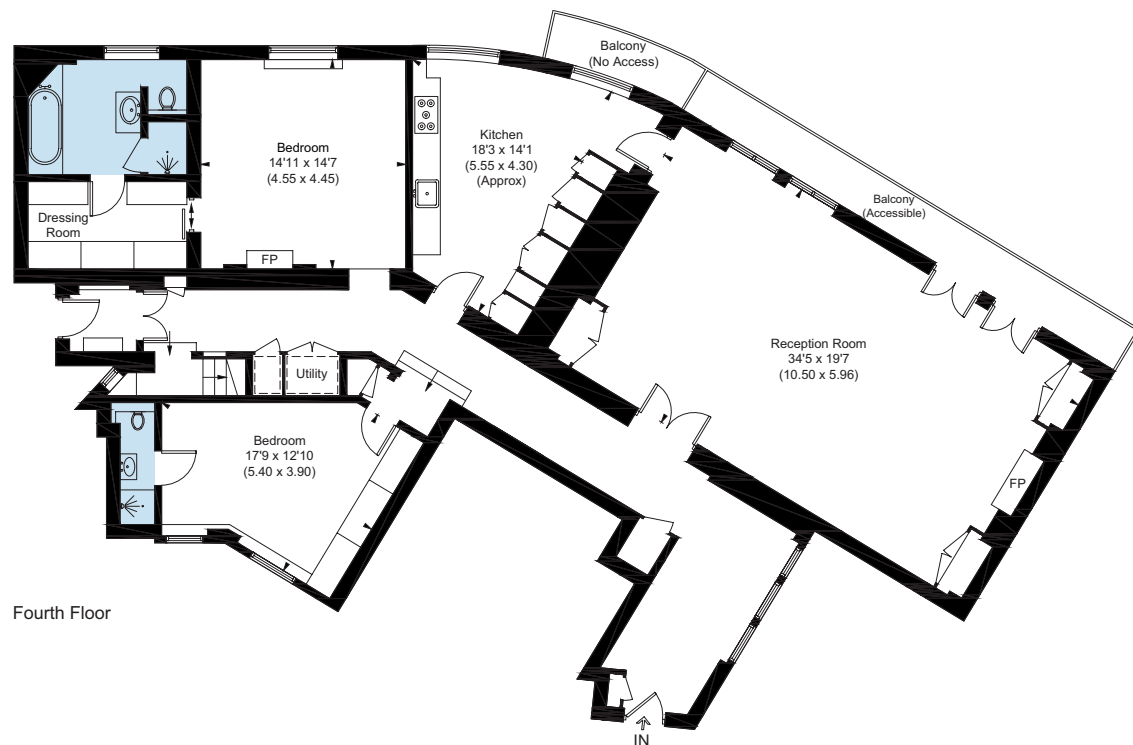 Balcony
(No Access)
Kitchen
18'3 x 14'1
(5.55 x 4.30)
(Approx)
Bedroom
14'11 x 14'7
(4.55 x 4.45)
Balcony
(Accessible)
Dressing
Room
FP
Reception Room
34'5 x 19'7
(10.50 x 5.96)
Utility
Bedroom
17'9 x 12'10
(5.40 x 3.90)
FP
Fourth Floor
IN